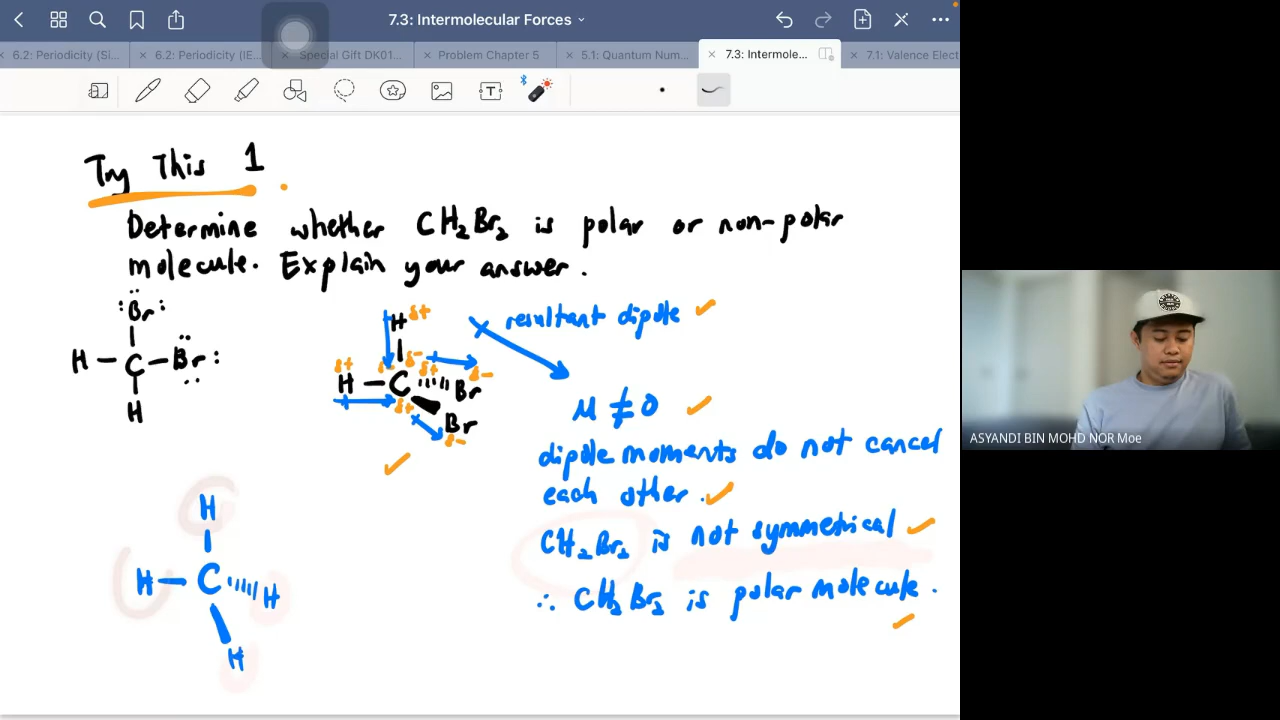 7.3: Intermolecular Forces
6.2: Periodicity (Si...
6.2: Periodicity (IE...
Special Gift DK01...
Problem Chapter 5
5.1: Quantum Num...
7.3: Intermole...
7.1: Valence Elect
Try This 1
Determine whether CH₂Br₂ is polar or non-polar
molecule. Explain your answer.
:Br:
H – C – Br:
H
H δ+
resultant dipole
δ+ δ- δ- δ+ δ-
H – C Br
δ+
Br
δ-
μ ≠ 0
dipole moments do not cancel
each other.
CH₂Br₂ is not symmetrical
∴ CH₂Br₂ is polar molecule.
H
H – C H
H
ASYANDI BIN MOHD NOR Moe